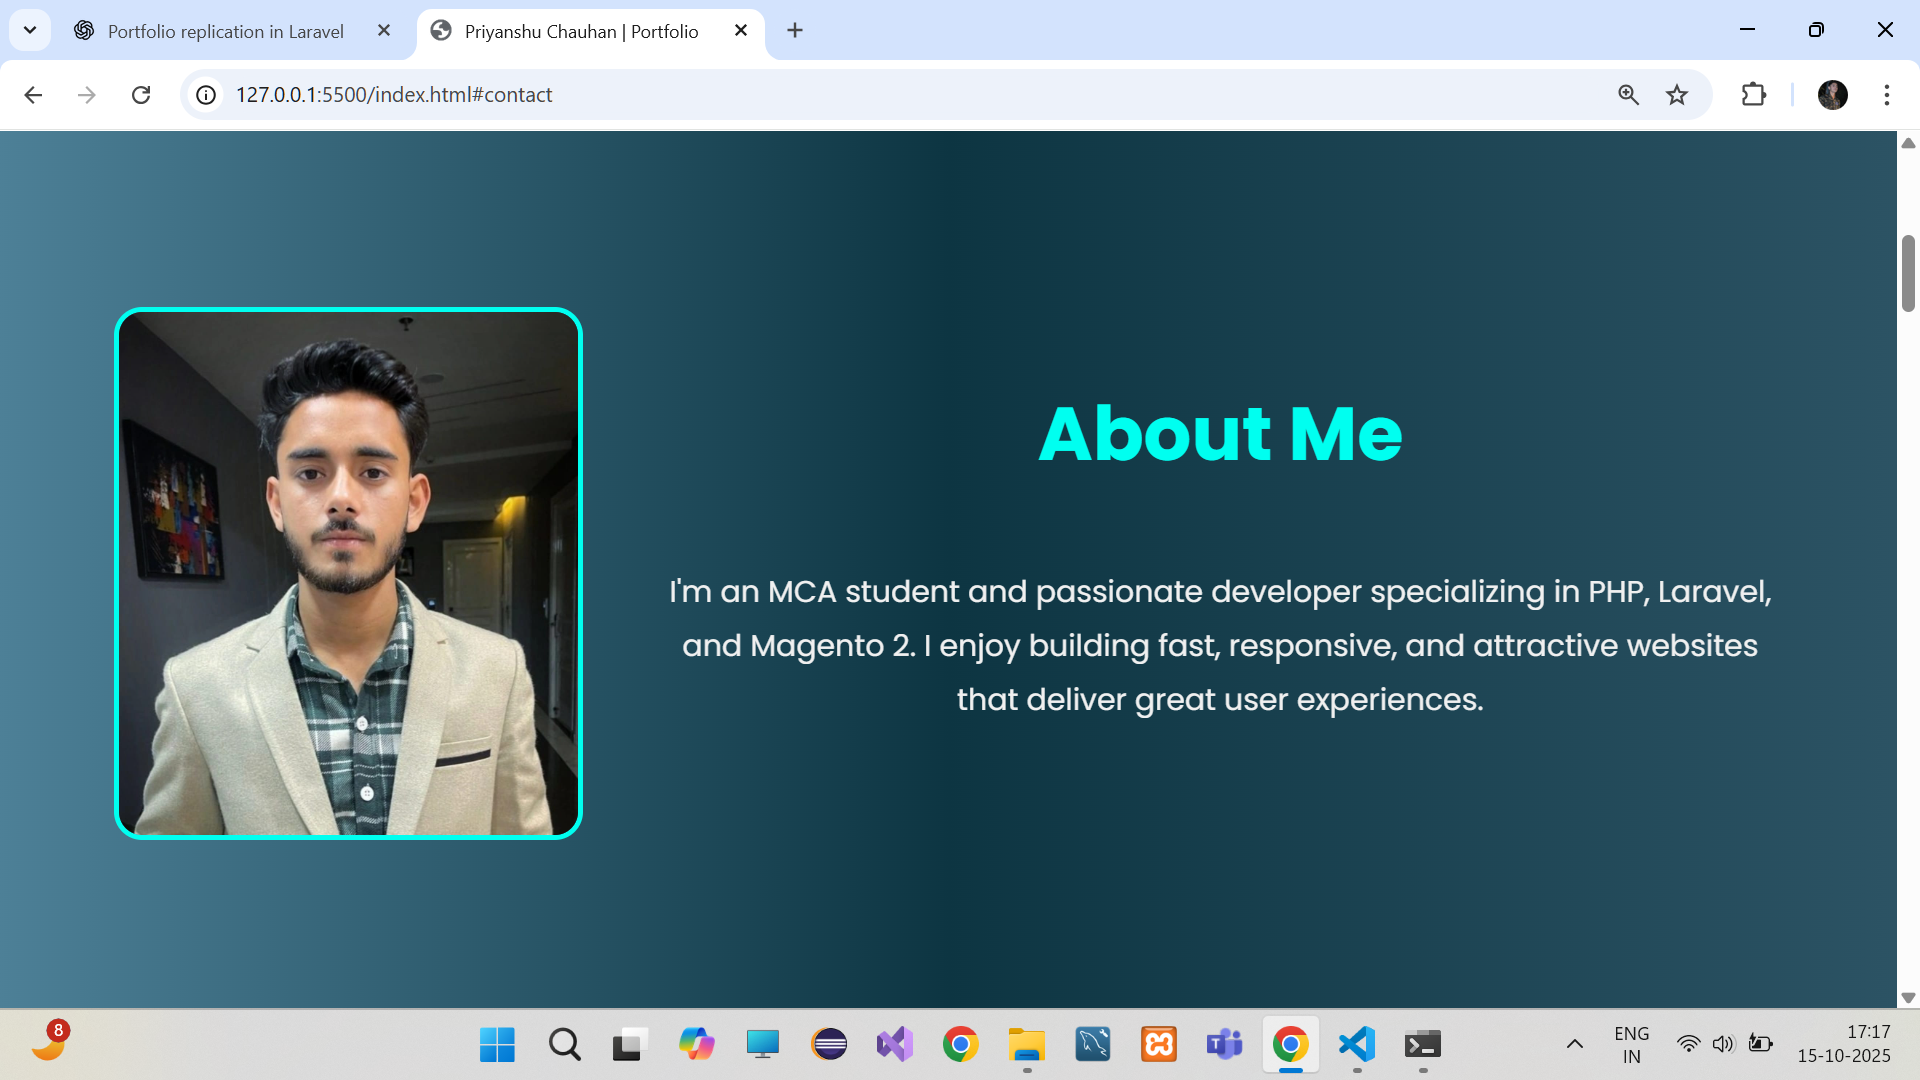 Portfolio replication in Laravel
Priyanshu Chauhan | Portfolio
127.0.0.1:5500/index.html#contact
About Me
I'm an MCA student and passionate developer specializing in PHP, Laravel,
and Magento 2. I enjoy building fast, responsive, and attractive websites
that deliver great user experiences.
8
ENG
IN
17:17
15-10-2025